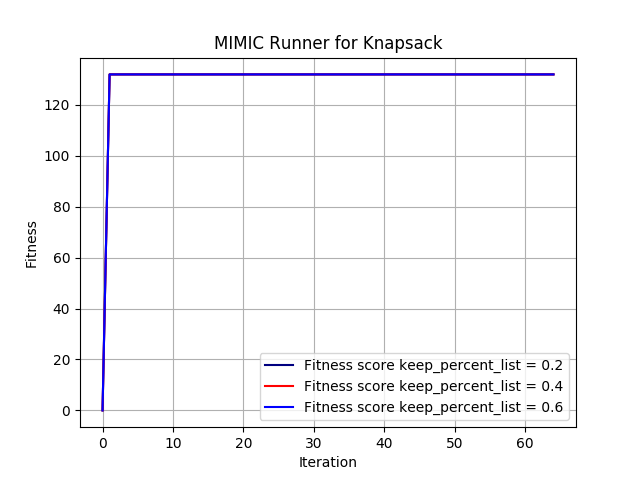 MIMIC Runner for Knapsack
Fitness
120
100
80
60
40
20
0
Fitness score keep_percent_list = 0.2
Fitness score keep_percent_list = 0.4
Fitness score keep_percent_list = 0.6
0 10 20 30 40 50 60
Iteration